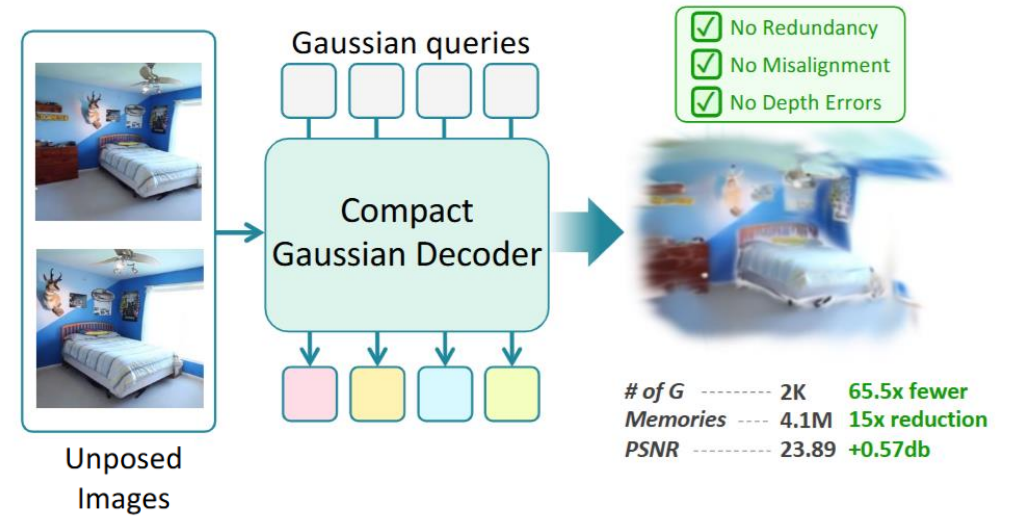 Gaussian queries
Compact
Gaussian Decoder
Unposed
Images
✓ No Redundancy
✓ No Misalignment
✓ No Depth Errors
# of G --------- 2K 65.5x fewer
Memories ---- 4.1M 15x reduction
PSNR ---------- 23.89 +0.57db